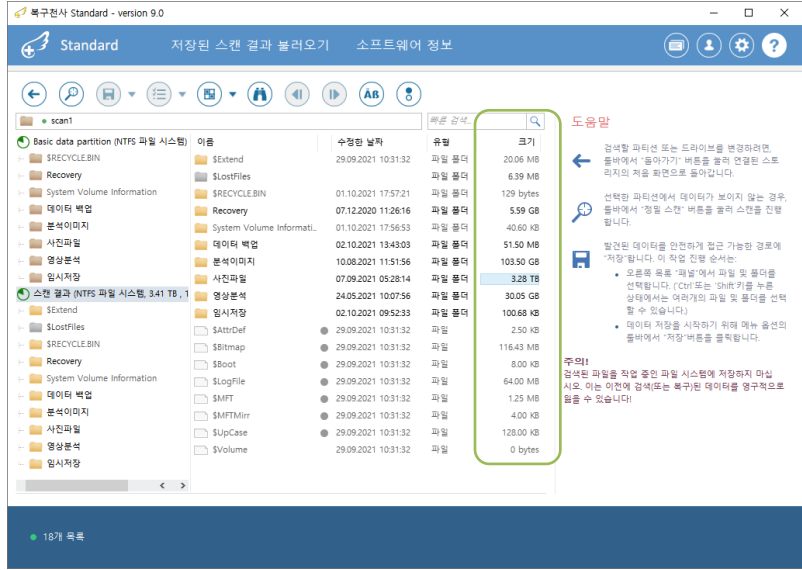 복구천사 Standard - version 9.0
Standard 저장된 스캔 결과 불러오기 소프트웨어 정보
ÄB
scan1
빠른 검색...
Basic data partition (NTFS 파일 시스템)
$RECYCLE.BIN
Recovery
System Volume Information
데이터 백업
분석이미지
사진파일
영상분석
임시저장
스캔 결과 (NTFS 파일 시스템, 3.41 TB , 1
$Extend
$LostFiles
$RECYCLE.BIN
Recovery
System Volume Information
데이터 백업
분석이미지
사진파일
영상분석
임시저장
이름 수정한 날짜 유형 크기
$Extend 29.09.2021 10:31:32 파일 폴더 20.06 MB
$LostFiles 파일 폴더 6.39 MB
$RECYCLE.BIN 01.10.2021 17:57:21 파일 폴더 129 bytes
Recovery 07.12.2020 11:26:16 파일 폴더 5.59 GB
System Volume Informati.. 01.10.2021 17:56:53 파일 폴더 40.60 KB
데이터 백업 02.10.2021 13:43:03 파일 폴더 51.50 MB
분석이미지 10.08.2021 11:51:56 파일 폴더 103.50 GB
사진파일 07.09.2021 05:28:14 파일 폴더 3.28 TB
영상분석 24.05.2021 10:07:56 파일 폴더 30.05 GB
임시저장 02.10.2021 09:52:33 파일 폴더 100.68 KB
$AttrDef 29.09.2021 10:31:32 파일 2.50 KB
$Bitmap 29.09.2021 10:31:32 파일 116.43 MB
$Boot 29.09.2021 10:31:32 파일 8.00 KB
$LogFile 29.09.2021 10:31:32 파일 64.00 MB
$MFT 29.09.2021 10:31:32 파일 1.25 MB
$MFTMirr 29.09.2021 10:31:32 파일 4.00 KB
$UpCase 29.09.2021 10:31:32 파일 128.00 KB
$Volume 29.09.2021 10:31:32 파일 0 bytes
도움말
검색할 파티션 또는 드라이브를 변경하려면,
툴바에서 "돌아가기" 버튼을 눌러 연결된 스토
리지의 처음 화면으로 돌아갑니다.
선택한 파티션에서 데이터가 보이지 않는 경우,
툴바에서 "정밀 스캔" 버튼을 눌러 스캔을 진행
합니다.
발견된 데이터를 안전하게 접근 가능한 경로에
"저장"합니다. 이 작업 진행 순서는:
오른쪽 목록 "패널"에서 파일 및 폴더를
선택합니다. ('Ctrl'또는 'Shift'키를 누른
상태에서는 여러개의 파일 및 폴더를 선택
할 수 있습니다.)
데이터 저장을 시작하기 위해 메뉴 옵션의
툴바에서 "저장"버튼을 클릭합니다.
주의!
검색된 파일을 작업 중인 파일 시스템에 저장하지 마십
시오. 이는 이전에 검색(또는 복구)된 데이터를 영구적으로
잃을 수 있습니다!
18개 목록